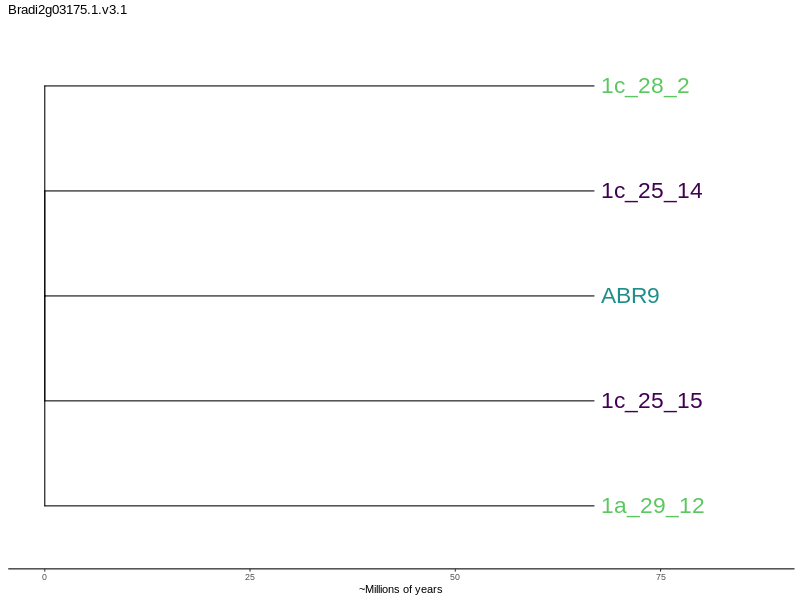 Bradi2g03175.1.v3.1
1c_28_2
1c_25_14
ABR9
1c_25_15
1a_29_12
0 25 50 75
~Millions of years